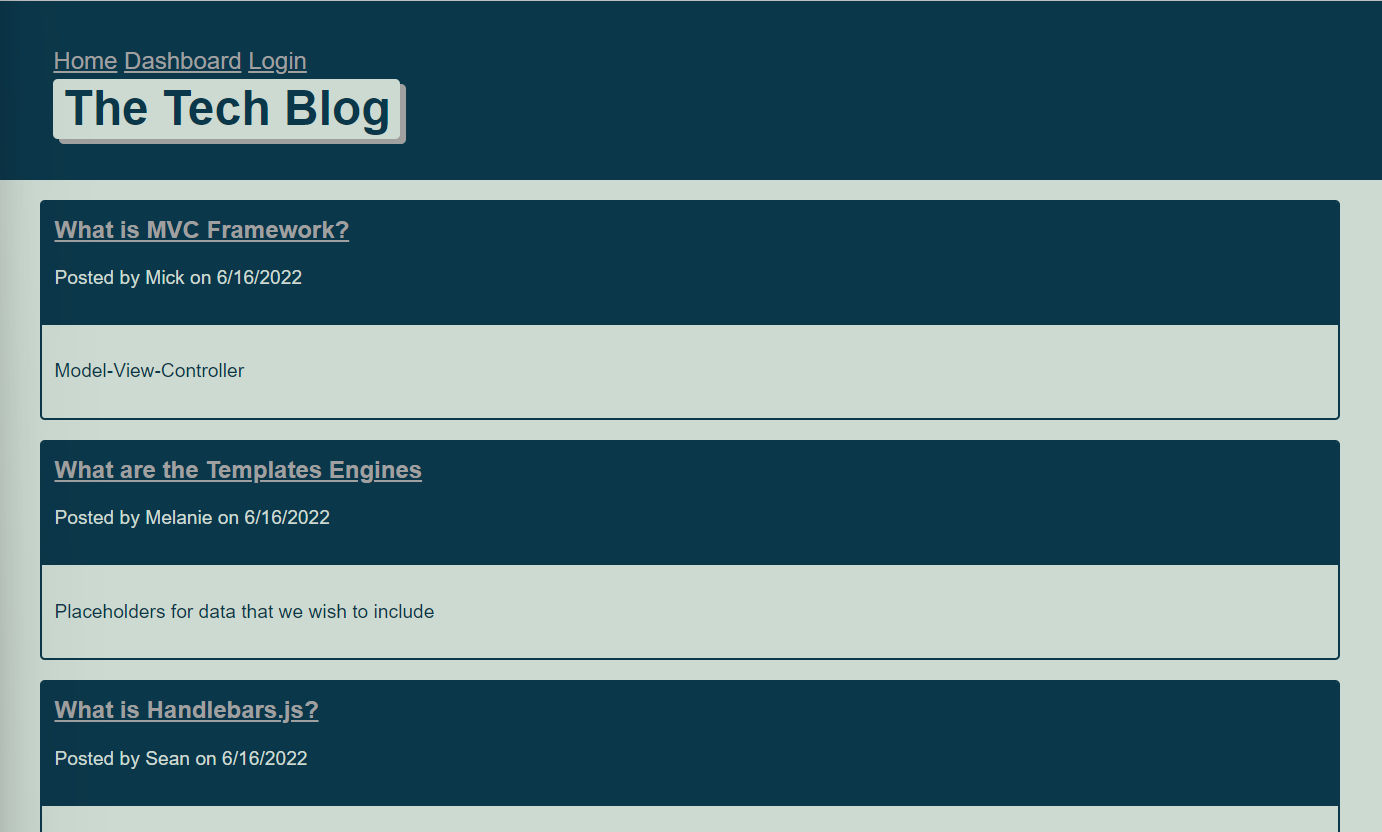 Home Dashboard Login
The Tech Blog
What is MVC Framework?
Posted by Mick on 6/16/2022
Model-View-Controller
What are the Templates Engines
Posted by Melanie on 6/16/2022
Placeholders for data that we wish to include
What is Handlebars.js?
Posted by Sean on 6/16/2022